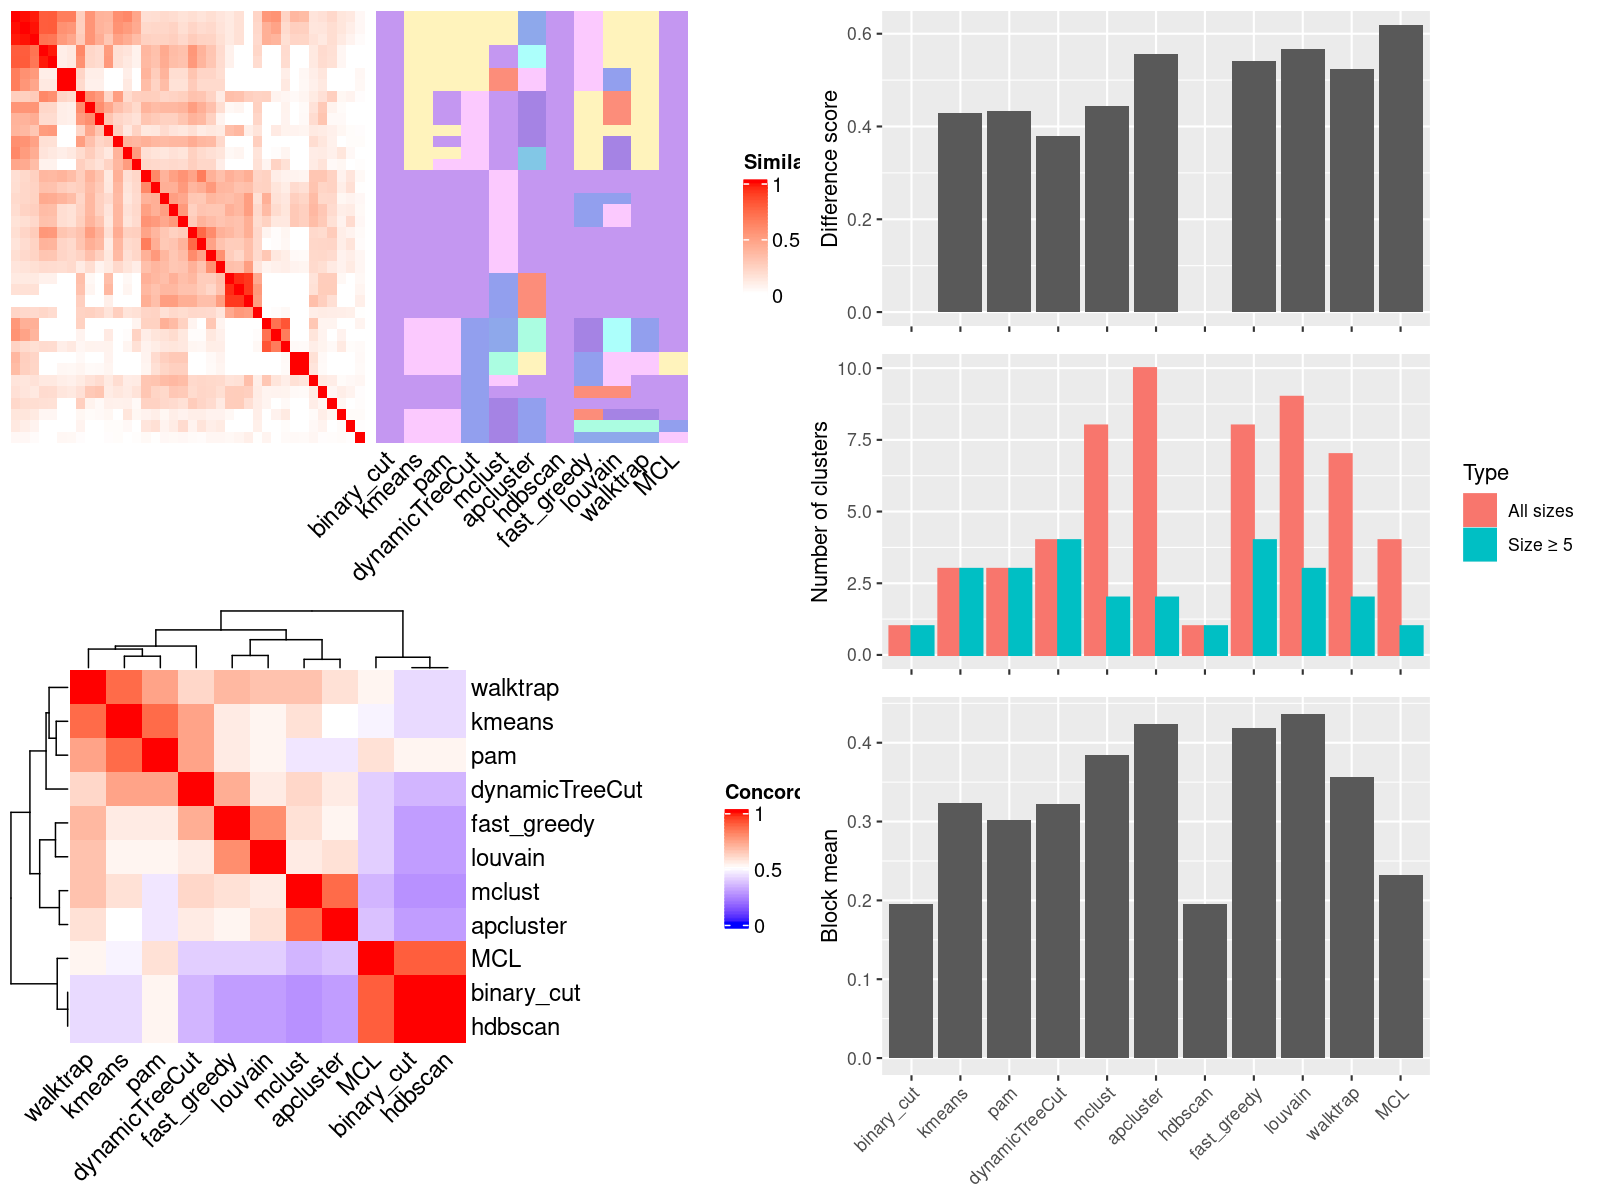 Simila
1
0.5
0
binary_cut
kmeans
pam
dynamicTreeCut
mclust
apcluster
hdbscan
fast_greedy
louvain
walktrap
MCL
walktrap
kmeans
pam
dynamicTreeCut
fast_greedy
louvain
mclust
apcluster
MCL
binary_cut
hdbscan
walktrap
kmeans
pam
dynamicTreeCut
fast_greedy
louvain
mclust
apcluster
MCL
binary_cut
hdbscan
Concord
1
0.5
0
Difference score
0.6
0.4
0.2
0.0
Number of clusters
10.0
7.5
5.0
2.5
0.0
Type
All sizes
Size ≥ 5
Block mean
0.4
0.3
0.2
0.1
0.0
binary_cut
kmeans
pam
dynamicTreeCut
mclust
apcluster
hdbscan
fast_greedy
louvain
walktrap
MCL